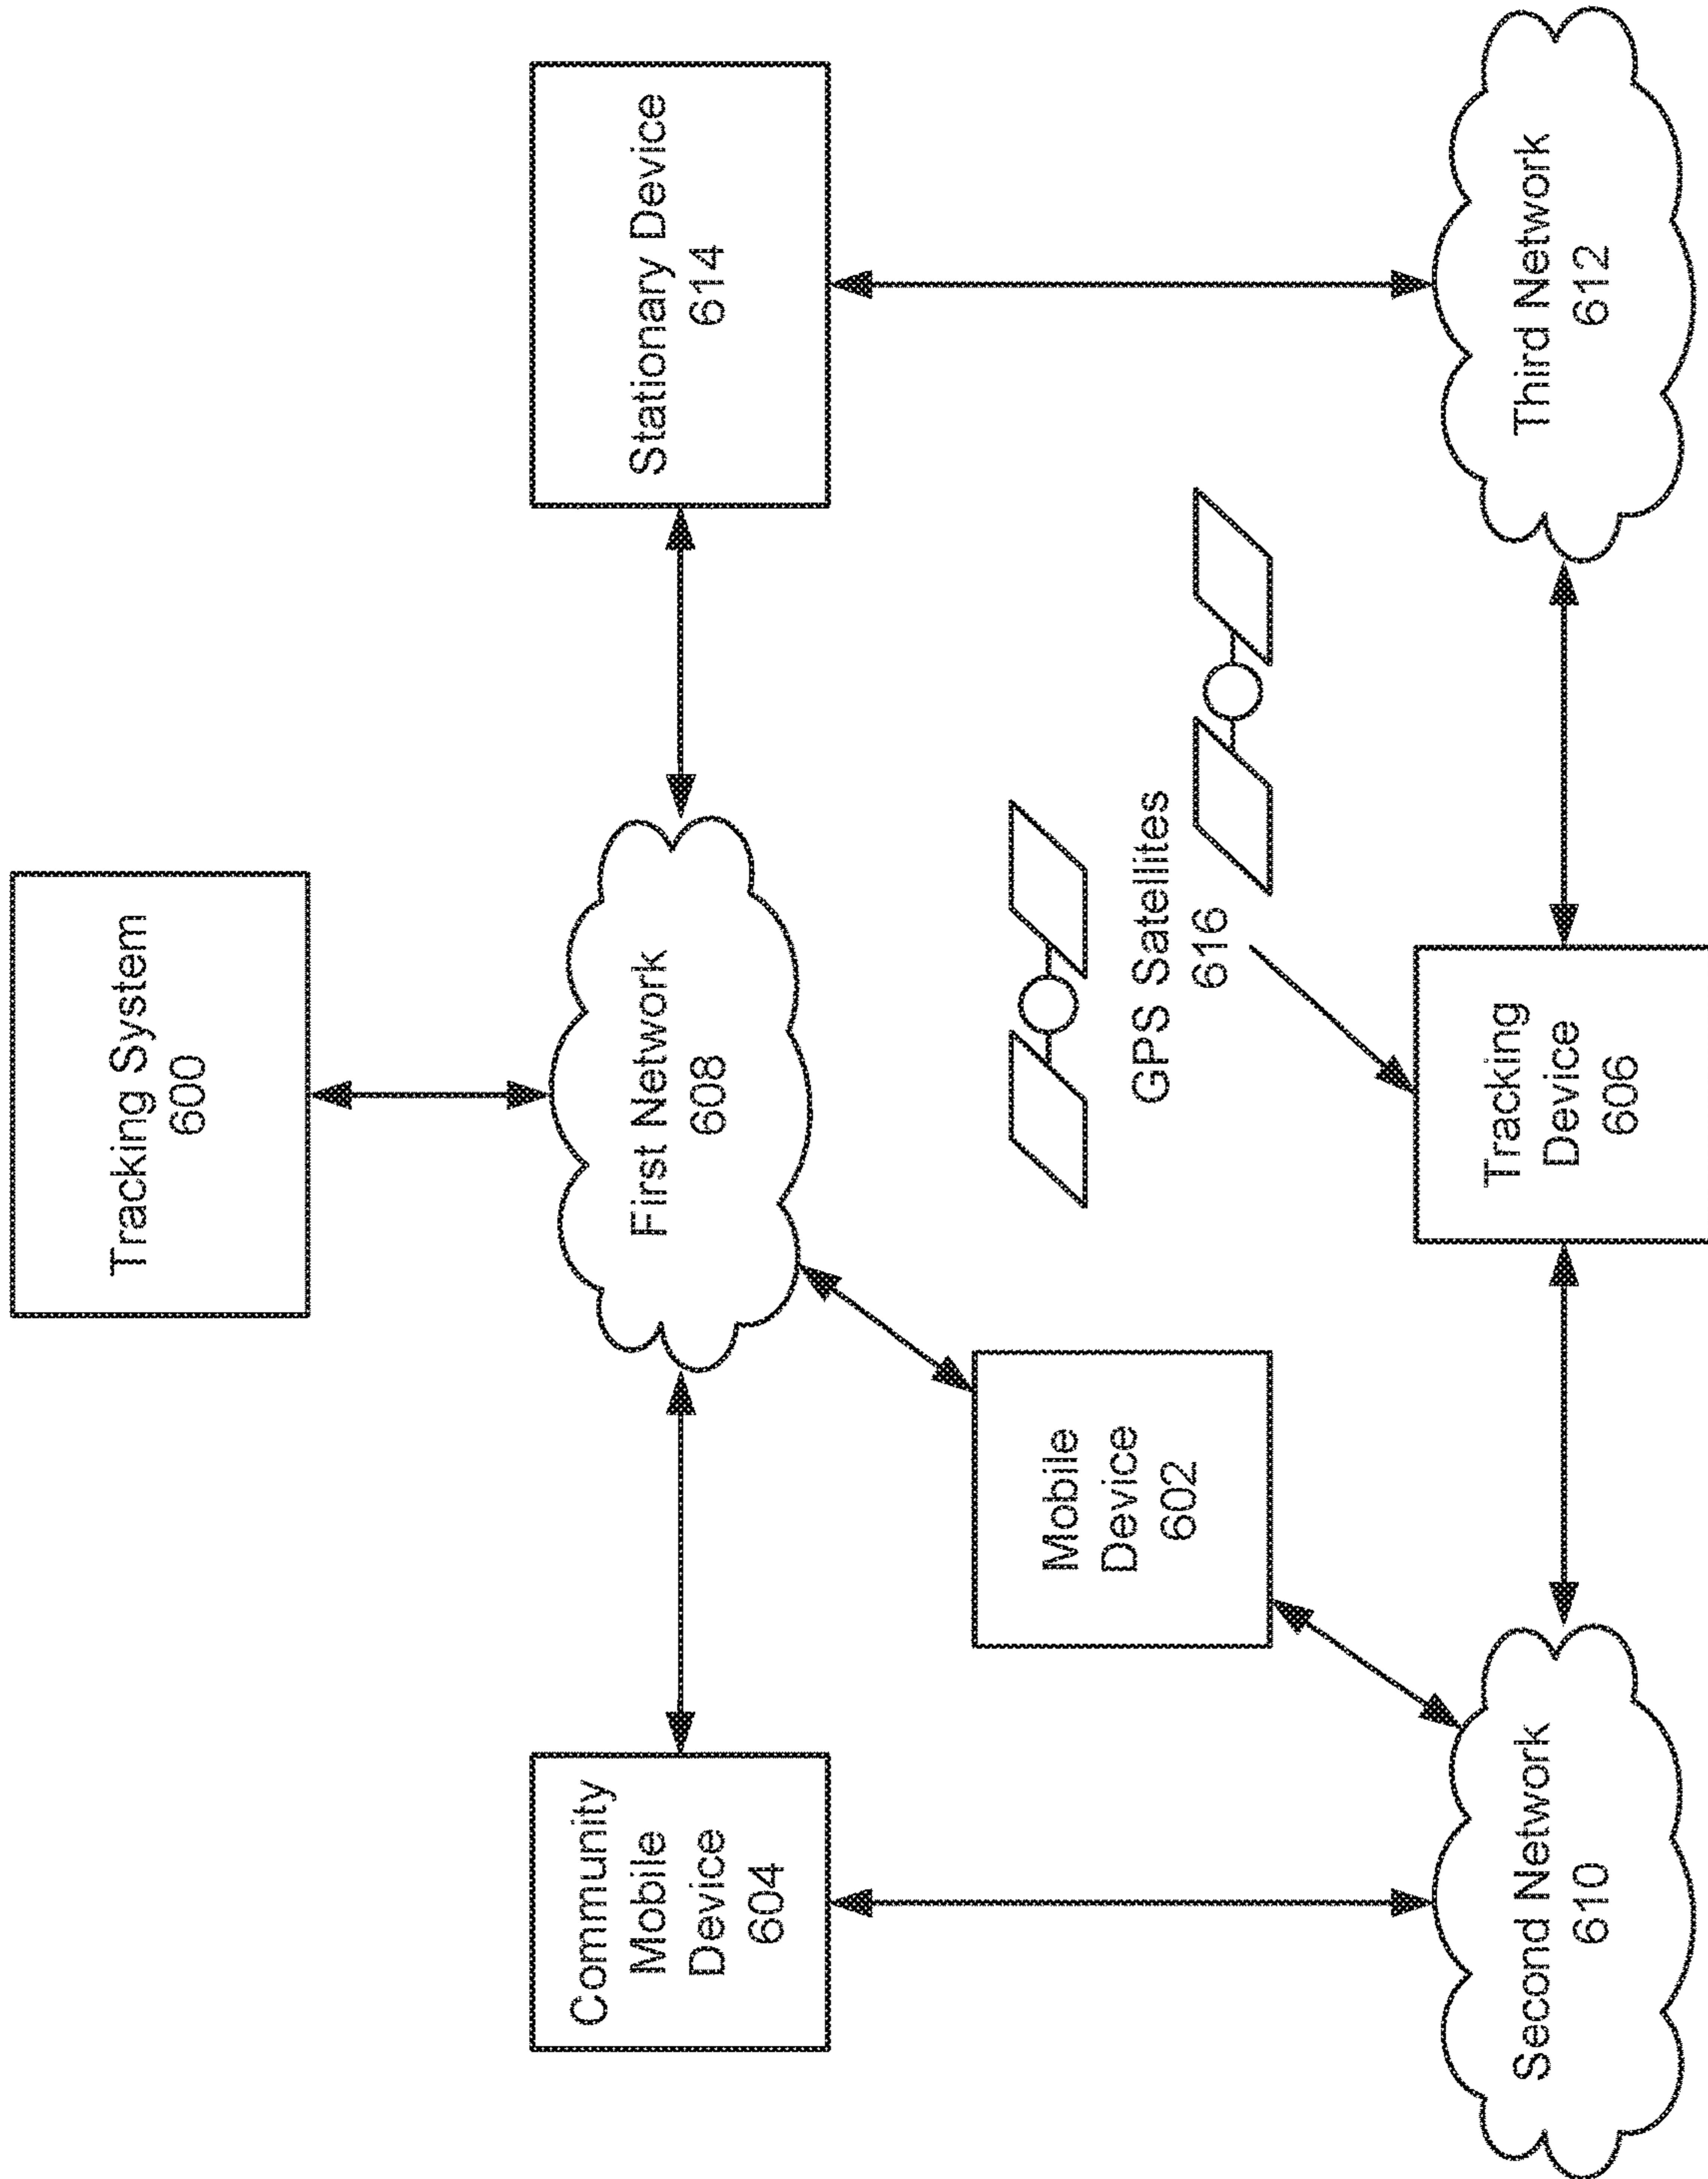 Tracking System
600
Community
Mobile
Device
604
First Network
608
Stationary Device
614
Mobile
Device
602
GPS Satellites
616
Second Network
610
Tracking
Device
606
Third Network
612